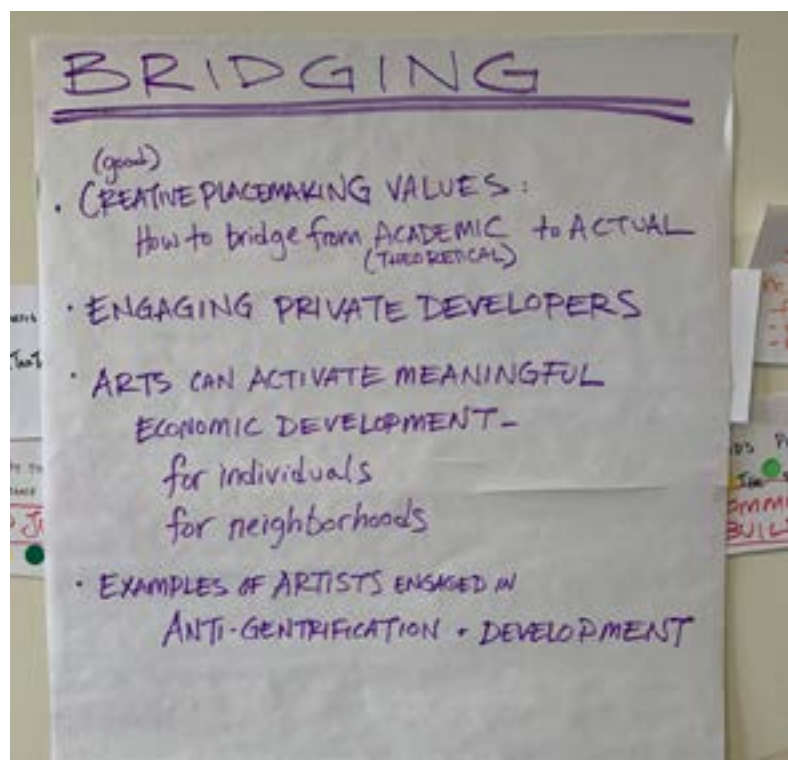 BRIDGING
(good)
• CREATIVE PLACEMAKING VALUES:
How to bridge from ACADEMIC to ACTUAL
(THEORETICAL)
• ENGAGING PRIVATE DEVELOPERS
• ARTS CAN ACTIVATE MEANINGFUL
ECONOMIC DEVELOPMENT -
for individuals
for neighborhoods
• EXAMPLES OF ARTISTS ENGAGED IN
ANTI-GENTRIFICATION + DEVELOPMENT